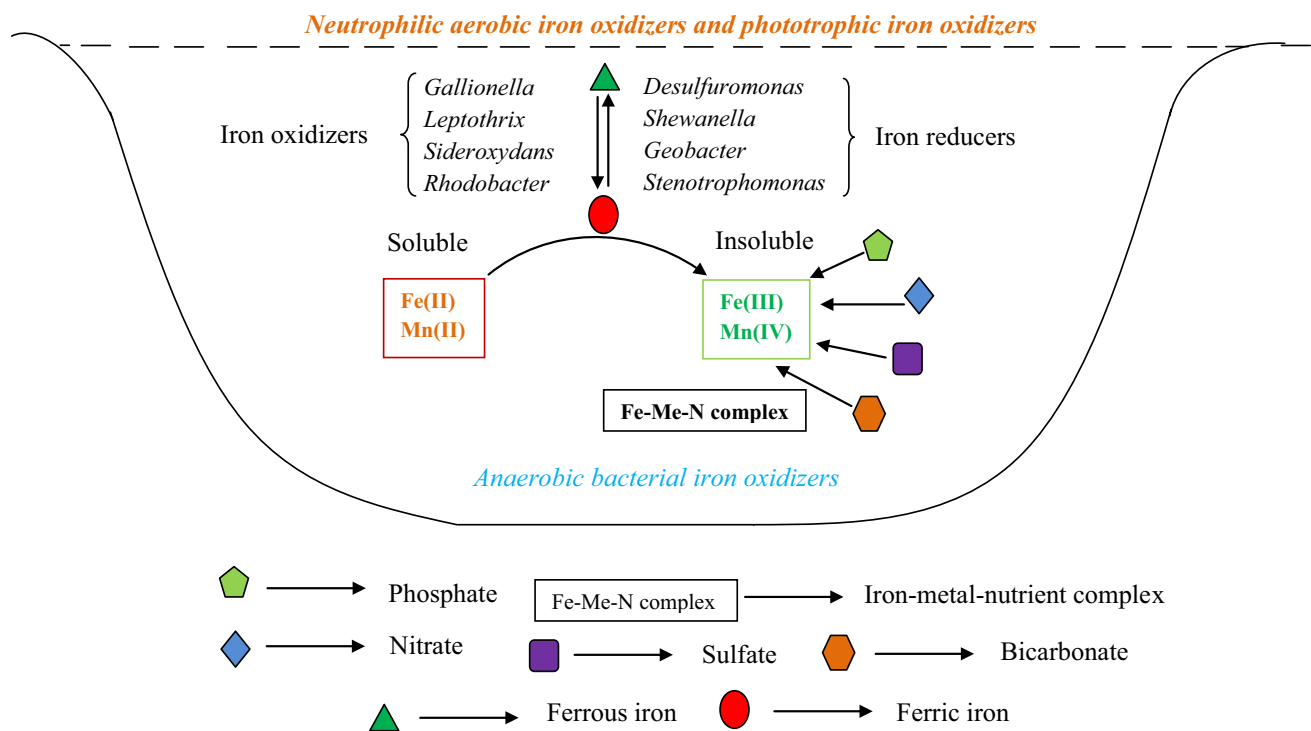 Neutrophilic aerobic iron oxidizers and phototrophic iron oxidizers
Iron oxidizers
Gallionella
Leptothrix
Sideroxydans
Rhodobacter
Desulfuromonas
Shewanella
Geobacter
Stenotrophomonas
Iron reducers
Soluble
Insoluble
Fe(II)
Mn(II)
Fe(III)
Mn(IV)
Fe-Me-N complex
Anaerobic bacterial iron oxidizers
Phosphate
Fe-Me-N complex
Iron-metal-nutrient complex
Nitrate
Sulfate
Bicarbonate
Ferrous iron
Ferric iron